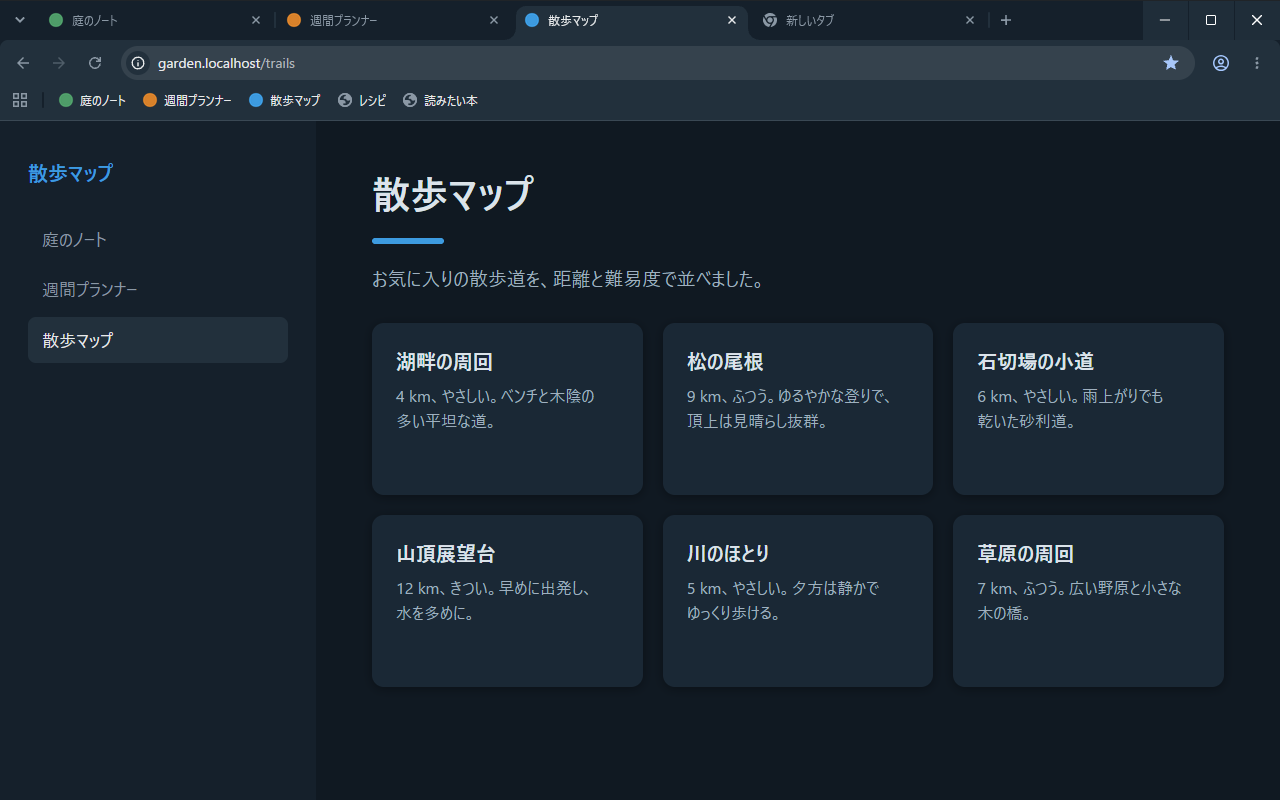 庭のノート
週間プランナー
散歩マップ
新しいタブ
garden.localhost/trails
庭のノート
週間プランナー
散歩マップ
レシピ
読みたい本
散歩マップ
庭のノート
週間プランナー
散歩マップ
散歩マップ
お気に入りの散歩道を、距離と難易度で並べました。
湖畔の周回
4 km、やさしい。ベンチと木陰の
多い平坦な道。
松の尾根
9 km、ふつう。ゆるやかな登りで、
頂上は見晴らし抜群。
石切場の小道
6 km、やさしい。雨上がりでも
乾いた砂利道。
山頂展望台
12 km、きつい。早めに出発し、
水を多めに。
川のほとり
5 km、やさしい。夕方は静かで
ゆっくり歩ける。
草原の周回
7 km、ふつう。広い野原と小さな
木の橋。